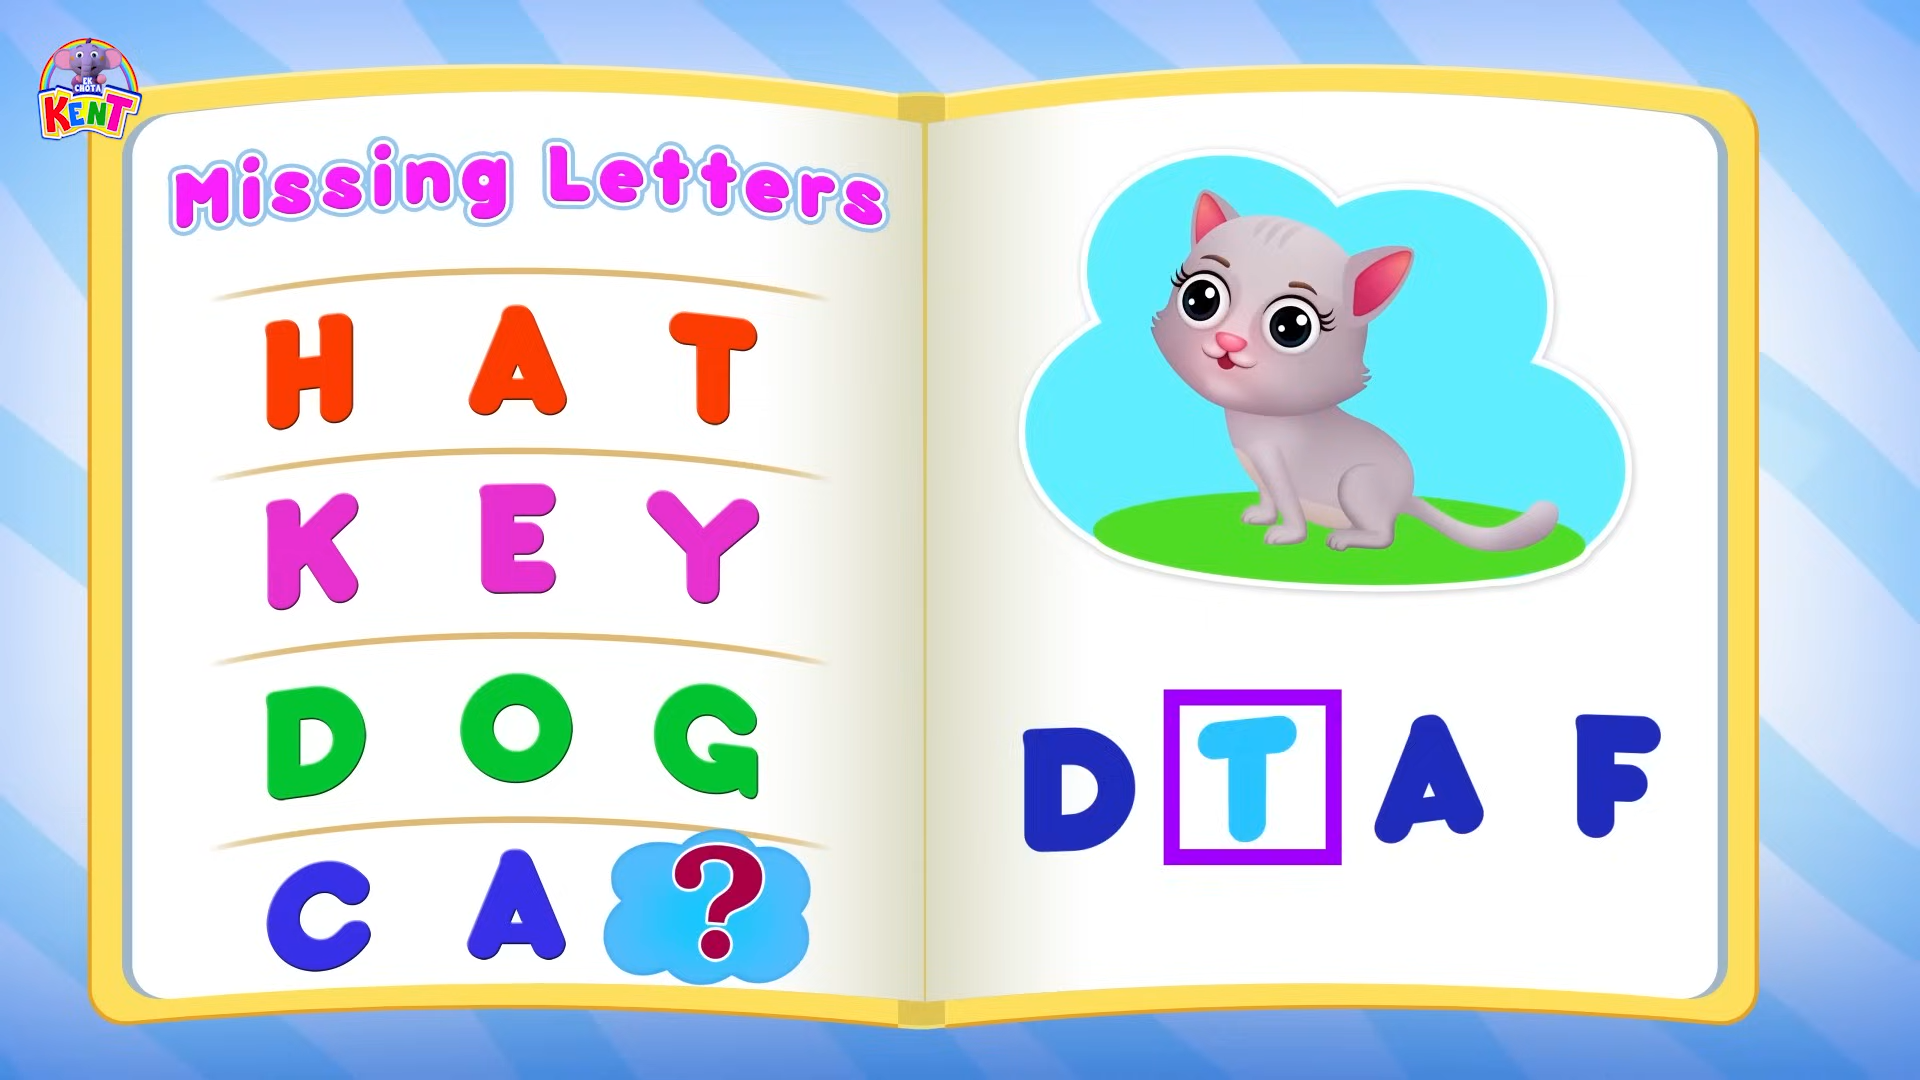 EK
CHOTA
KENT
Missing Letters
H A T
K E Y
D O G
C A ?
D T A F